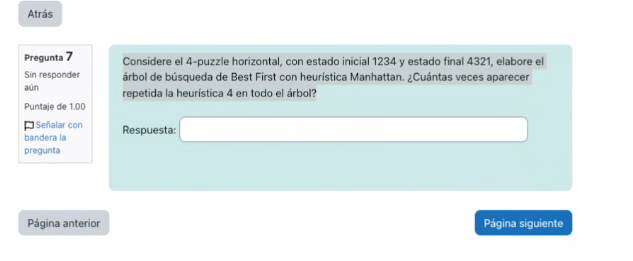 Atrás
Pregunta 7
Sin responder
aún
Puntaje de 1.00
Señalar con
bandera la
pregunta
Considere el 4-puzzle horizontal, con estado inicial 1234 y estado final 4321, elabore el
árbol de búsqueda de Best First con heurística Manhattan. ¿Cuántas veces aparecer
repetida la heurística 4 en todo el árbol?
Respuesta:
Página anterior
Página siguiente